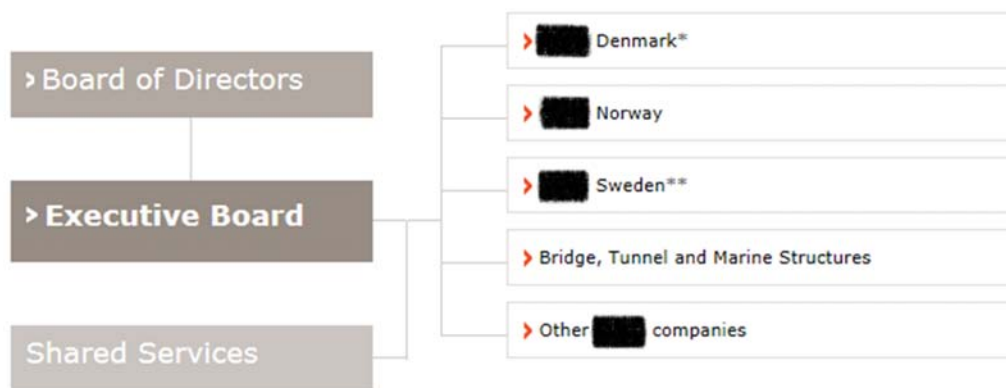 Board of Directors
Executive Board
Shared Services
Denmark*
Norway
Sweden**
Bridge, Tunnel and Marine Structures
Other companies